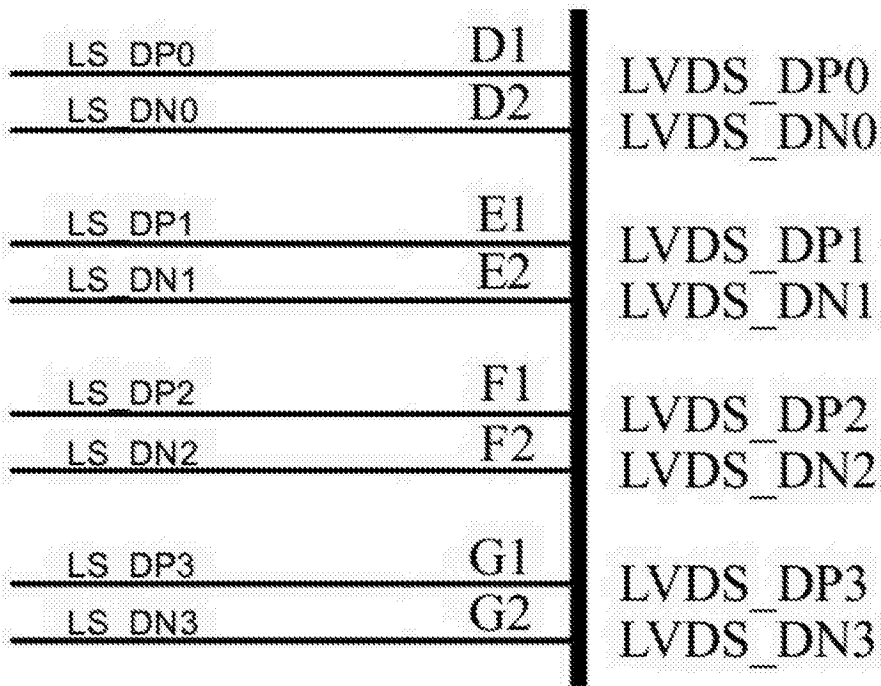 LS_DP0 D1 LVDS_DP0
LS_DN0 D2 LVDS_DN0
LS_DP1 E1 LVDS_DP1
LS_DN1 E2 LVDS_DN1
LS_DP2 F1 LVDS_DP2
LS_DN2 F2 LVDS_DN2
LS_DP3 G1 LVDS_DP3
LS_DN3 G2 LVDS_DN3